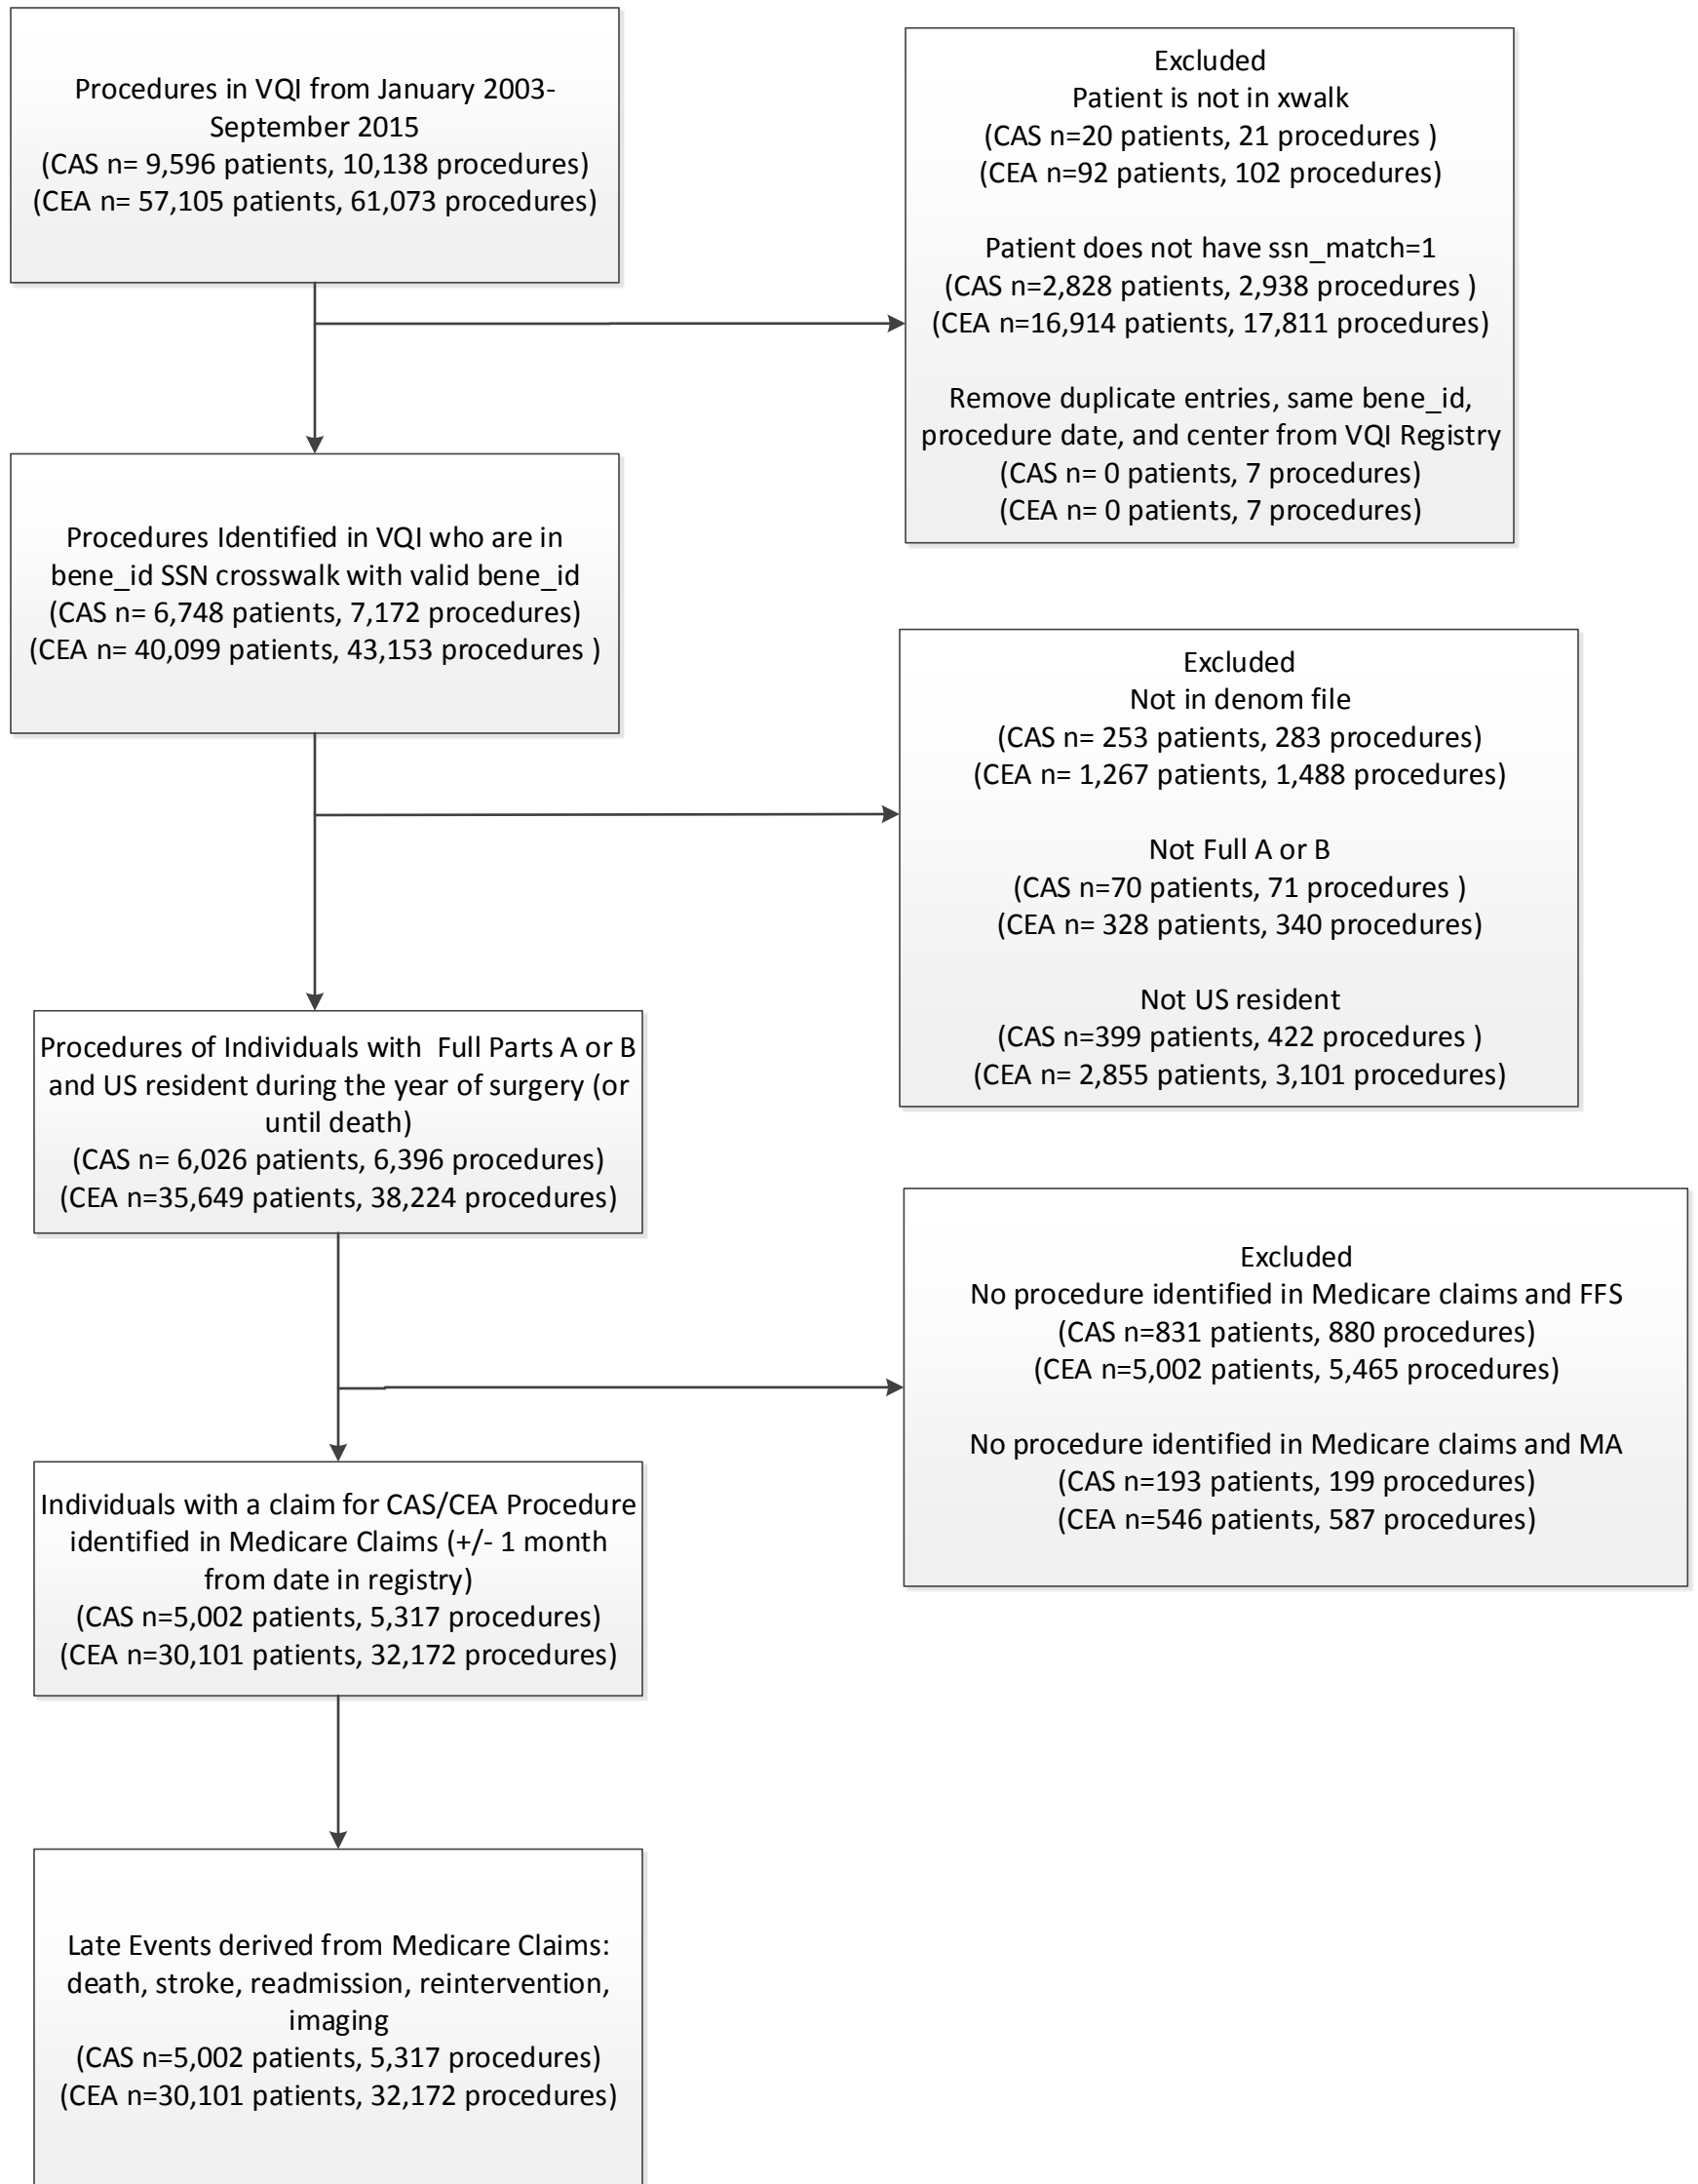 Procedures in VQI from January 2003-
September 2015
(CAS n= 9,596 patients, 10,138 procedures)
(CEA n= 57,105 patients, 61,073 procedures)
Excluded
Patient is not in xwalk
(CAS n=20 patients, 21 procedures )
(CEA n=92 patients, 102 procedures)
Patient does not have ssn_match=1
(CAS n=2,828 patients, 2,938 procedures )
(CEA n=16,914 patients, 17,811 procedures)
Remove duplicate entries, same bene_id,
procedure date, and center from VQI Registry
(CAS n= 0 patients, 7 procedures)
(CEA n= 0 patients, 7 procedures)
Procedures Identified in VQI who are in
bene_id SSN crosswalk with valid bene_id
(CAS n= 6,748 patients, 7,172 procedures)
(CEA n= 40,099 patients, 43,153 procedures )
Excluded
Not in denom file
(CAS n= 253 patients, 283 procedures)
(CEA n= 1,267 patients, 1,488 procedures)
Not Full A or B
(CAS n=70 patients, 71 procedures )
(CEA n= 328 patients, 340 procedures)
Not US resident
(CAS n=399 patients, 422 procedures )
(CEA n= 2,855 patients, 3,101 procedures)
Procedures of Individuals with  Full Parts A or B
and US resident during the year of surgery (or
until death)
(CAS n= 6,026 patients, 6,396 procedures)
(CEA n=35,649 patients, 38,224 procedures)
Excluded
No procedure identified in Medicare claims and FFS
(CAS n=831 patients, 880 procedures)
(CEA n=5,002 patients, 5,465 procedures)
No procedure identified in Medicare claims and MA
(CAS n=193 patients, 199 procedures)
(CEA n=546 patients, 587 procedures)
Individuals with a claim for CAS/CEA Procedure
identified in Medicare Claims (+/- 1 month
from date in registry)
(CAS n=5,002 patients, 5,317 procedures)
(CEA n=30,101 patients, 32,172 procedures)
Late Events derived from Medicare Claims:
death, stroke, readmission, reintervention,
imaging
(CAS n=5,002 patients, 5,317 procedures)
(CEA n=30,101 patients, 32,172 procedures)